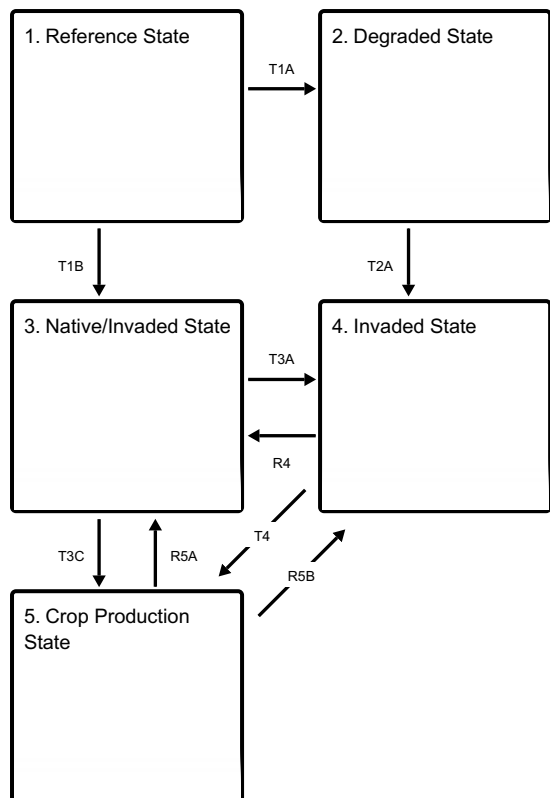 1. Reference State
2. Degraded State
T1A
T1B
T2A
3. Native/Invaded State
4. Invaded State
T3A
R4
T4
T3C
R5A
R5B
5. Crop Production
State